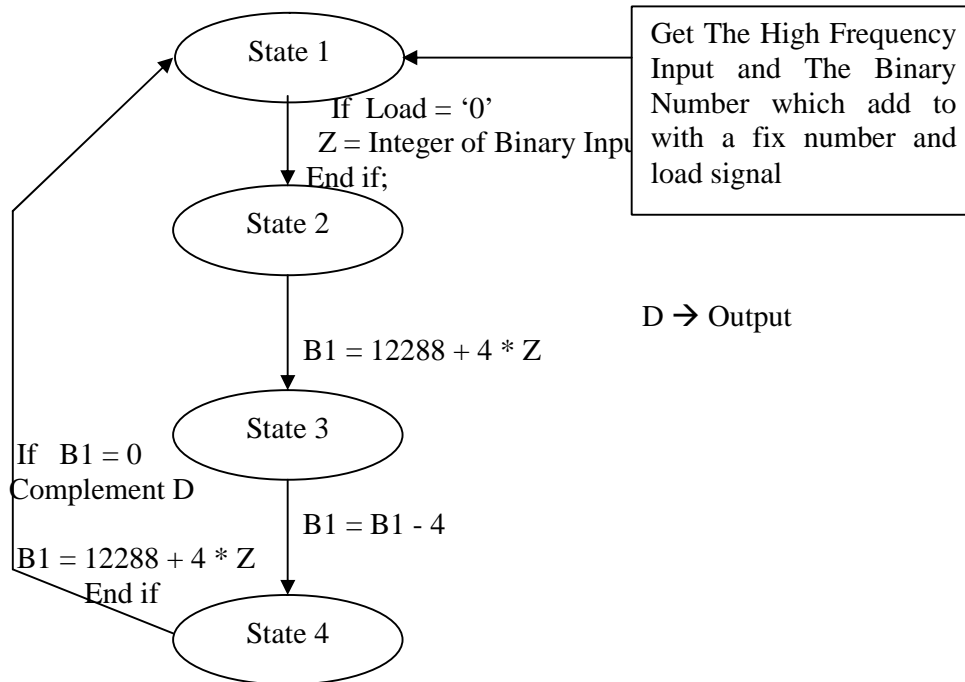 State 1
Get The High Frequency
Input and The Binary
Number which add to
with a fix number and
load signal
If Load = ‘0’
Z = Integer of Binary Inpu
End if;
State 2
D → Output
B1 = 12288 + 4 * Z
State 3
If B1 = 0
Complement D
B1 = B1 - 4
B1 = 12288 + 4 * Z
End if
State 4